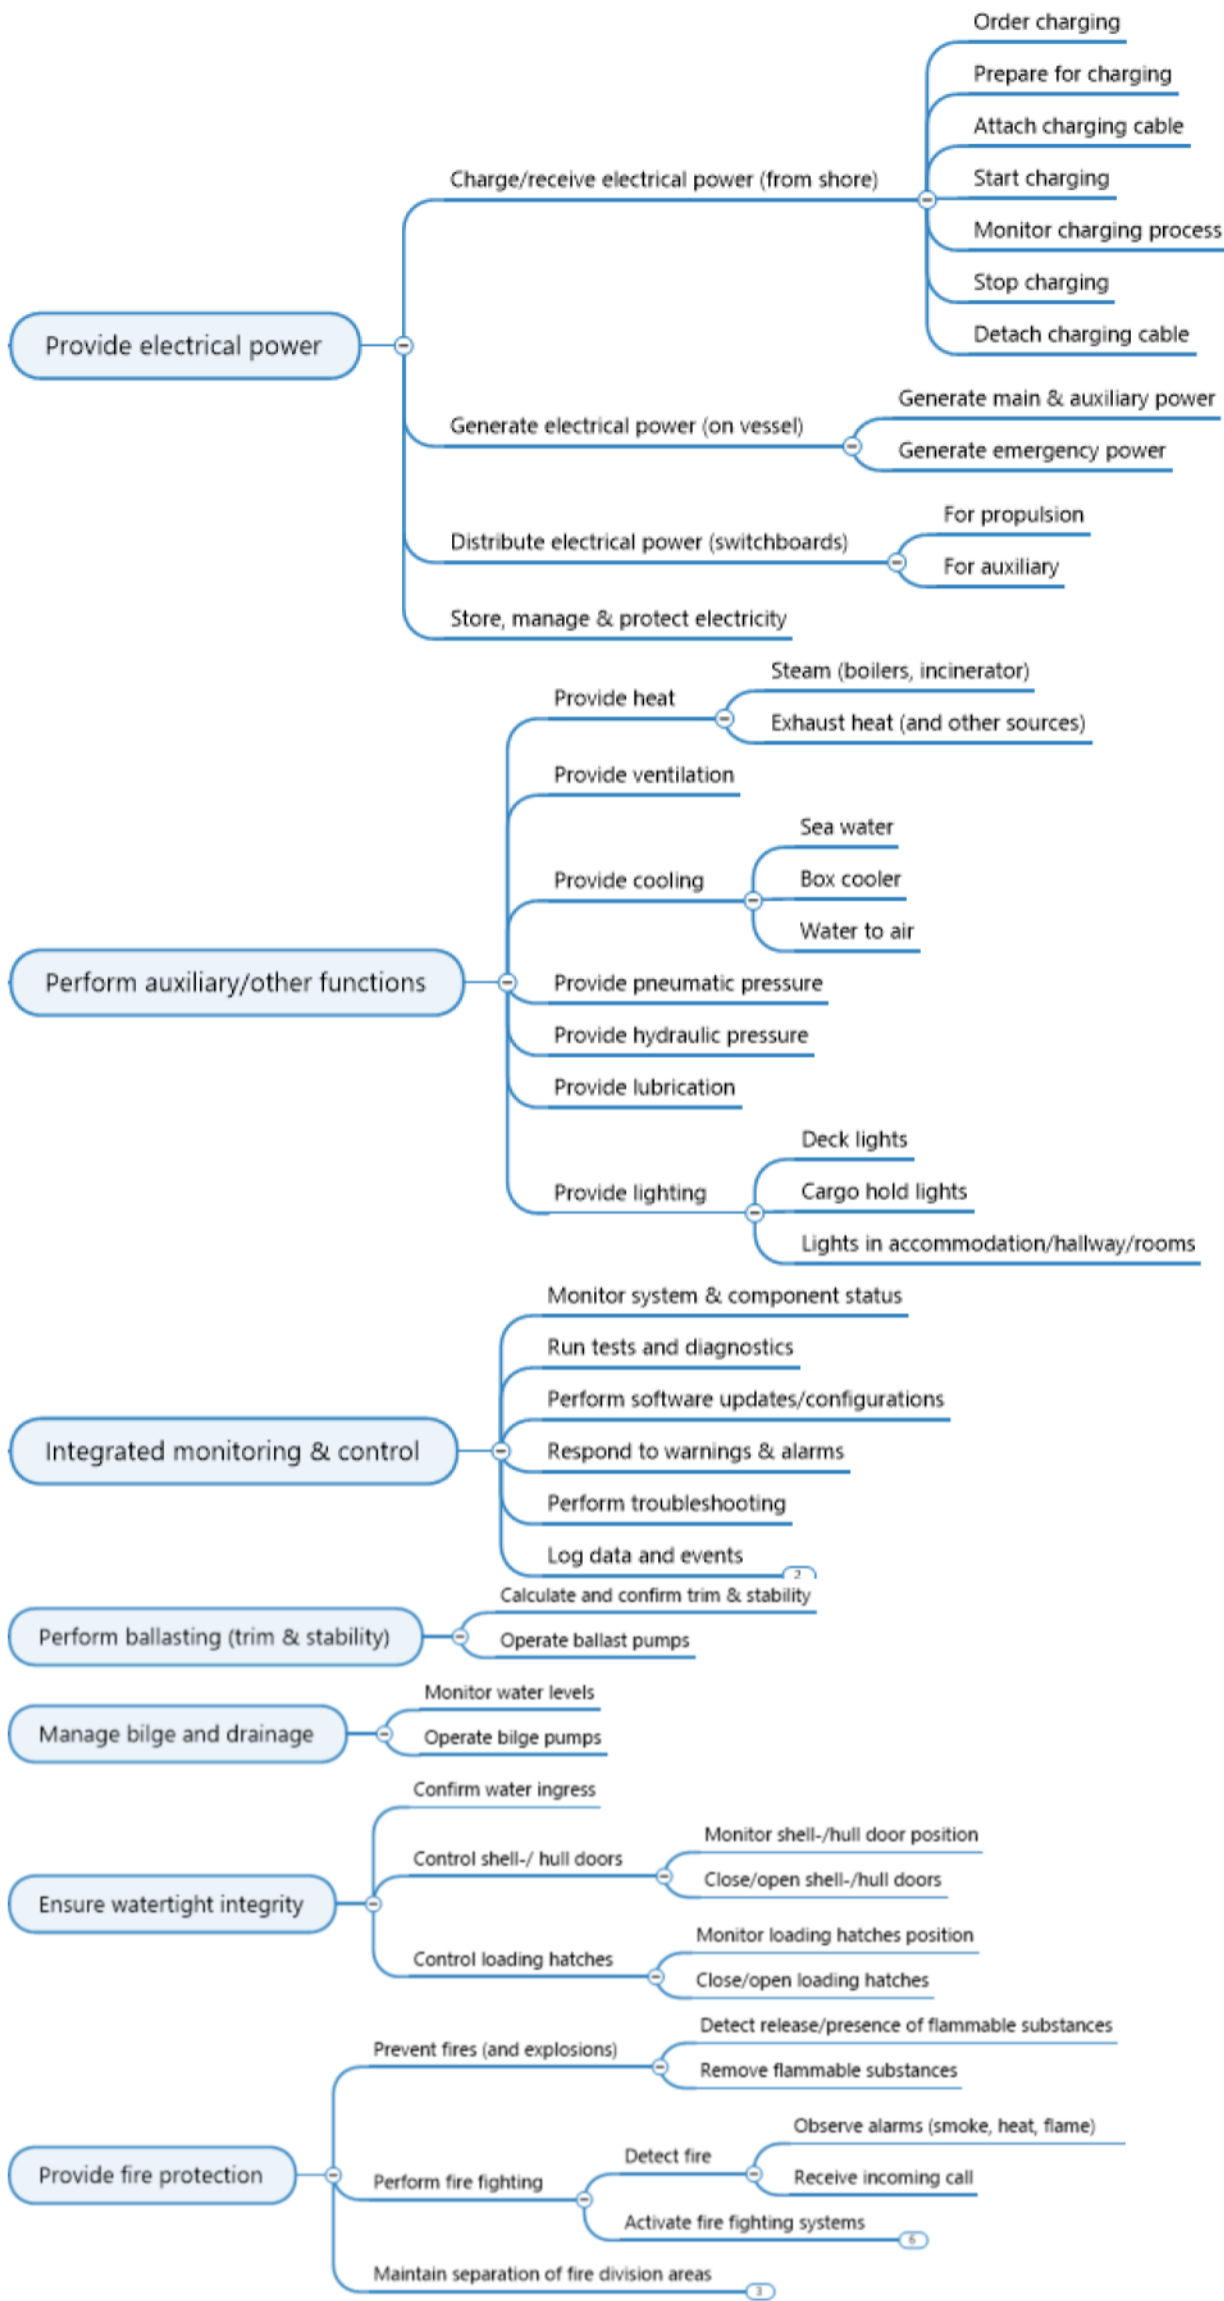 Order charging
Prepare for charging
Attach charging cable
Charge/receive electrical power (from shore)
Start charging
Monitor charging process
Stop charging
Detach charging cable
Provide electrical power
Generate main & auxiliary power
Generate electrical power (on vessel)
Generate emergency power
For propulsion
Distribute electrical power (switchboards)
For auxiliary
Store, manage & protect electricity
Steam (boilers, incinerator)
Provide heat
Exhaust heat (and other sources)
Provide ventilation
Sea water
Provide cooling
Box cooler
Water to air
Perform auxiliary/other functions
Provide pneumatic pressure
Provide hydraulic pressure
Provide lubrication
Deck lights
Provide lighting
Cargo hold lights
Lights in accommodation/hallway/rooms
Monitor system & component status
Run tests and diagnostics
Perform software updates/configurations
Integrated monitoring & control
Respond to warnings & alarms
Perform troubleshooting
Log data and events
2
Calculate and confirm trim & stability
Perform ballasting (trim & stability)
Operate ballast pumps
Monitor water levels
Manage bilge and drainage
Operate bilge pumps
Confirm water ingress
Monitor shell-/hull door position
Control shell-/ hull doors
Close/open shell-/hull doors
Ensure watertight integrity
Monitor loading hatches position
Control loading hatches
Close/open loading hatches
Detect release/presence of flammable substances
Prevent fires (and explosions)
Remove flammable substances
Observe alarms (smoke, heat, flame)
Detect fire
Receive incoming call
Provide fire protection
Perform fire fighting
Activate fire fighting systems
6
Maintain separation of fire division areas
3